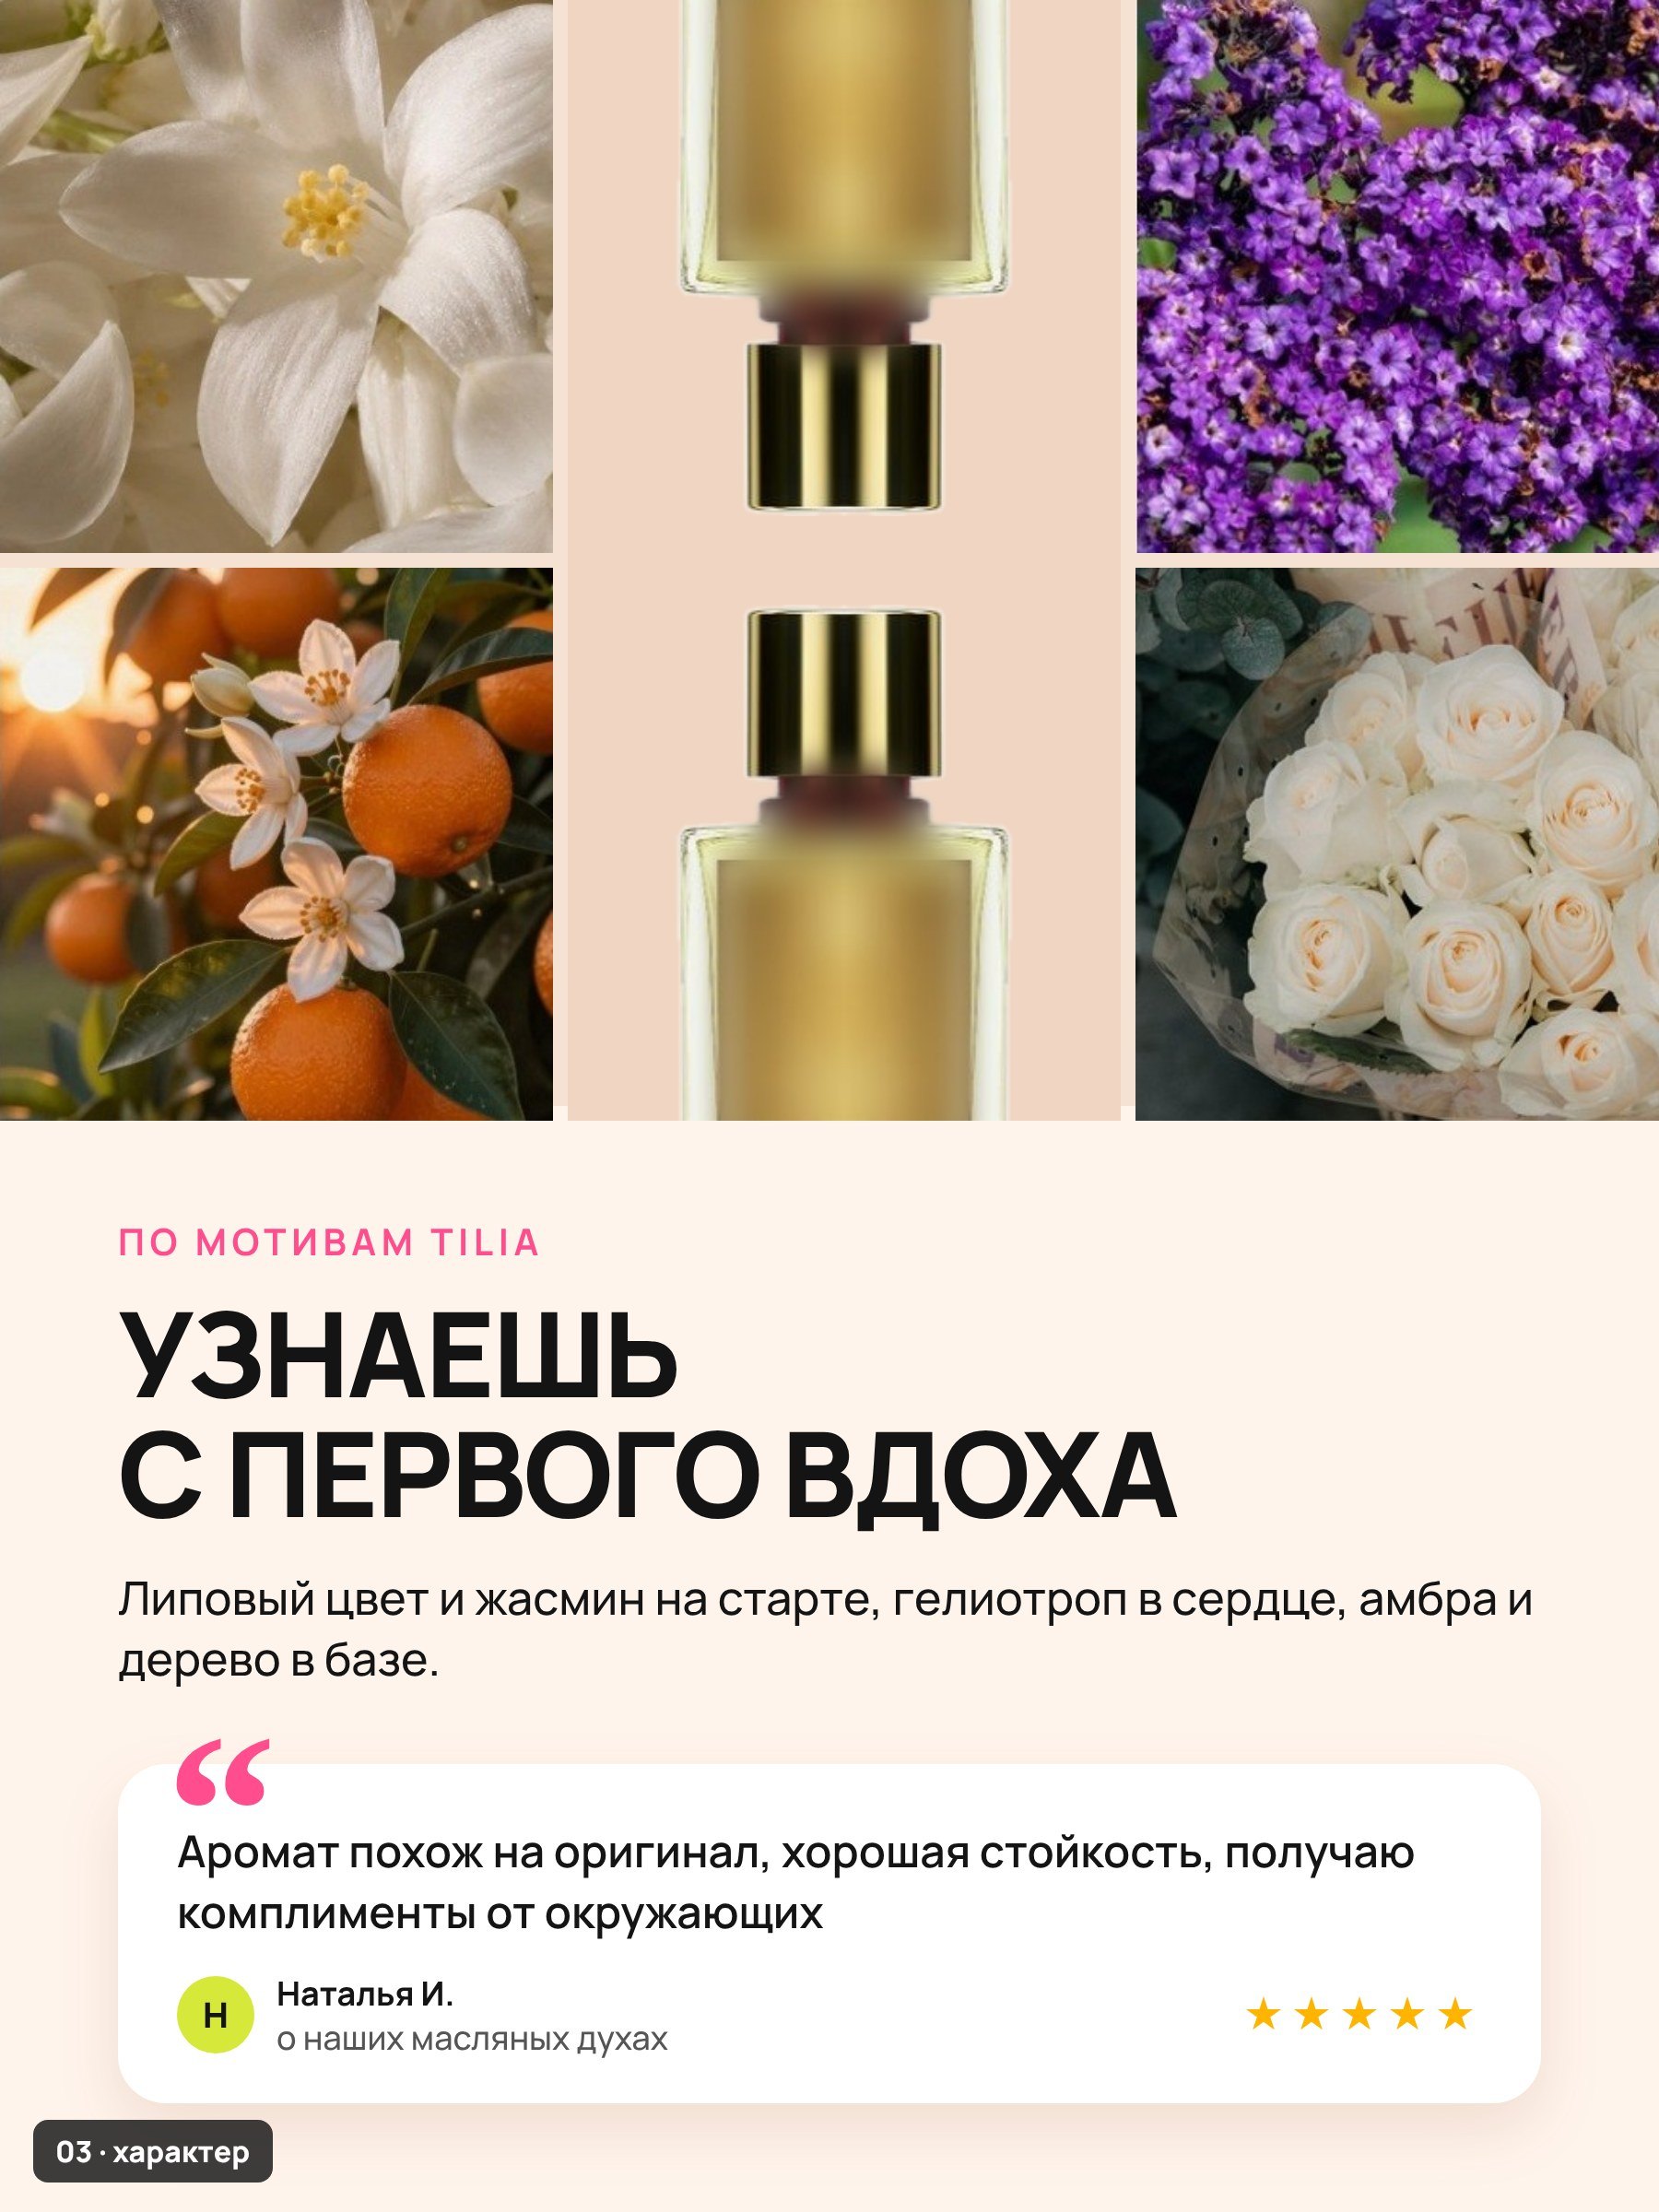 ПО МОТИВАМ TILIA
УЗНАЕШЬ
С ПЕРВОГО ВДОХА
Липовый цвет и жасмин на старте, гелиотроп в сердце, амбра и
дерево в базе.
“
Аромат похож на оригинал, хорошая стойкость, получаю
комплименты от окружающих
Н
Наталья И.
о наших масляных духах
★★★★★
03 · характер